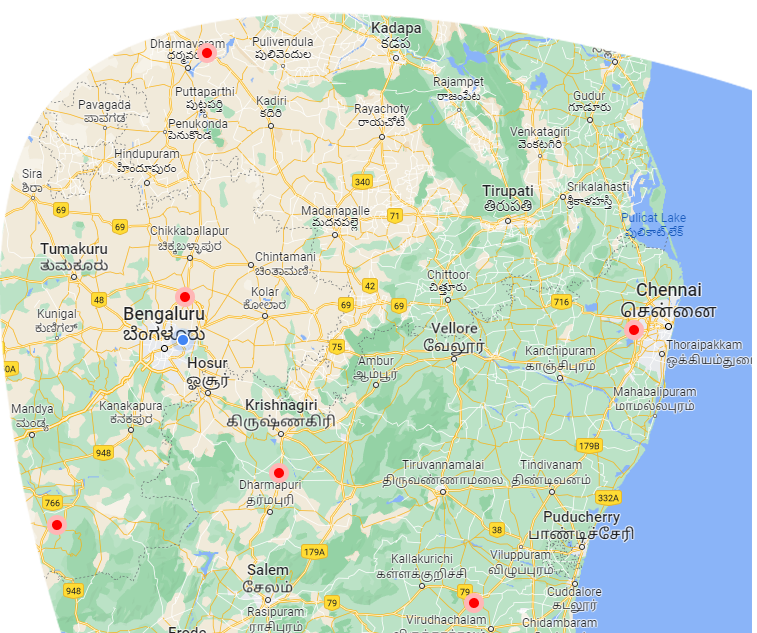 Kadapa
కడప
Dharmavaram
Pulivendula
పులివెందుల
Rajampet
రాజంపేట
Puttaparthi
పుట్టపర్తి
Gudur
గూడూరు
Pavagada
ಪಾವಗಡ
Kadiri
కదిరి
Rayachoty
రాయచోటి
Penukonda
పెనుకొండ
Venkatagiri
వెంకటగిరి
Hindupuram
హిందూపురం
Sira
ಶಿರಾ
340
Tirupati
తిరుపతి
Srikalahasti
శ్రీకాళహస్తి
69
69
Madanapalle
మదనపల్లె
71
Pulicat Lake
పులికాట్ లేక్
Chikkaballapur
ಚಿಕ್ಕಬಳ್ಳಾಪುರ
Tumakuru
ತುಮಕೂರು
Chintamani
ಚಿಂತಾಮಣಿ
Chittoor
చిత్తూరు
Chennai
சென்னை
48
Kolar
ಕೋಲಾರ
42
69
69
716
Kunigal
ಕುಣಿಗಲ್
Bengaluru
ಬೆಂಗಳೂರು
Vellore
வேலூர்
75
Thoraipakkam
Kanchipuram
காஞ்சிபுரம்
Hosur
ஓசூர்
Ambur
ஆம்பூர்
Mahabalipuram
மாமல்லபுரம்
Mandya
ಮಂಡ್ಯ
Kanakapura
ಕನಕಪುರ
Krishnagiri
கிருஷ்ணகிரி
179B
948
Tiruvannamalai
திருவண்ணாமலை
Tindivanam
திண்டிவனம்
Dharmapuri
தர்மபுரி
332A
766
Puducherry
பாண்டிச்சேரி
38
179A
Viluppuram
விழுப்புரம்
Kallakurichi
கள்ளக்குறிச்சி
Salem
சேலம்
948
79
79
Cuddalore
கடலூர்
Rasipuram
ராசிபுரம்
Virudhachalam
Chidambaram